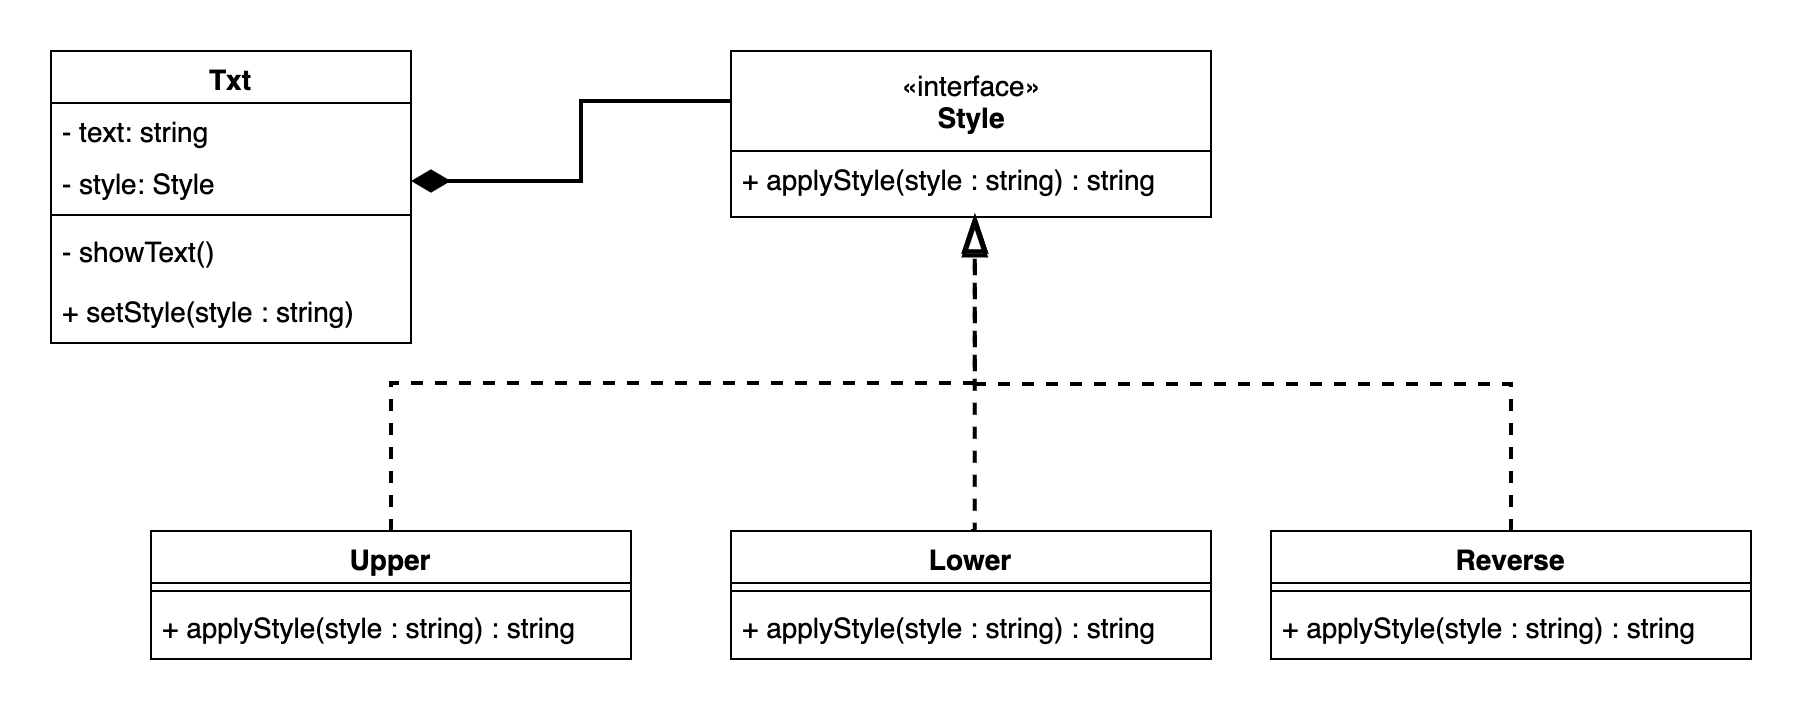 Txt
- text: string
- style: Style
- showText()
+ setStyle(style : string)
«interface»
Style
+ applyStyle(style : string) : string
Upper
+ applyStyle(style : string) : string
Lower
+ applyStyle(style : string) : string
Reverse
+ applyStyle(style : string) : string